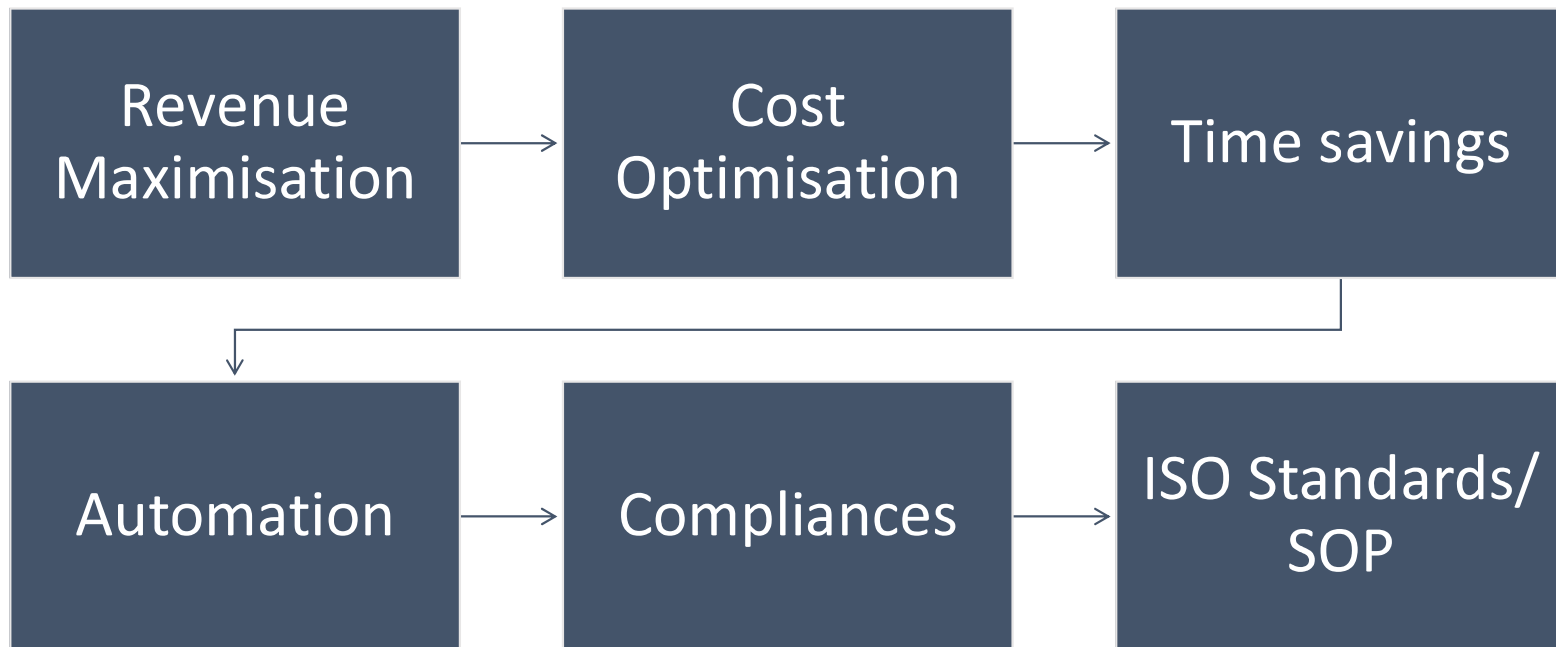 Revenue
Maximisation
Cost
Optimisation
Time savings
Automation
Compliances
ISO Standards/
SOP